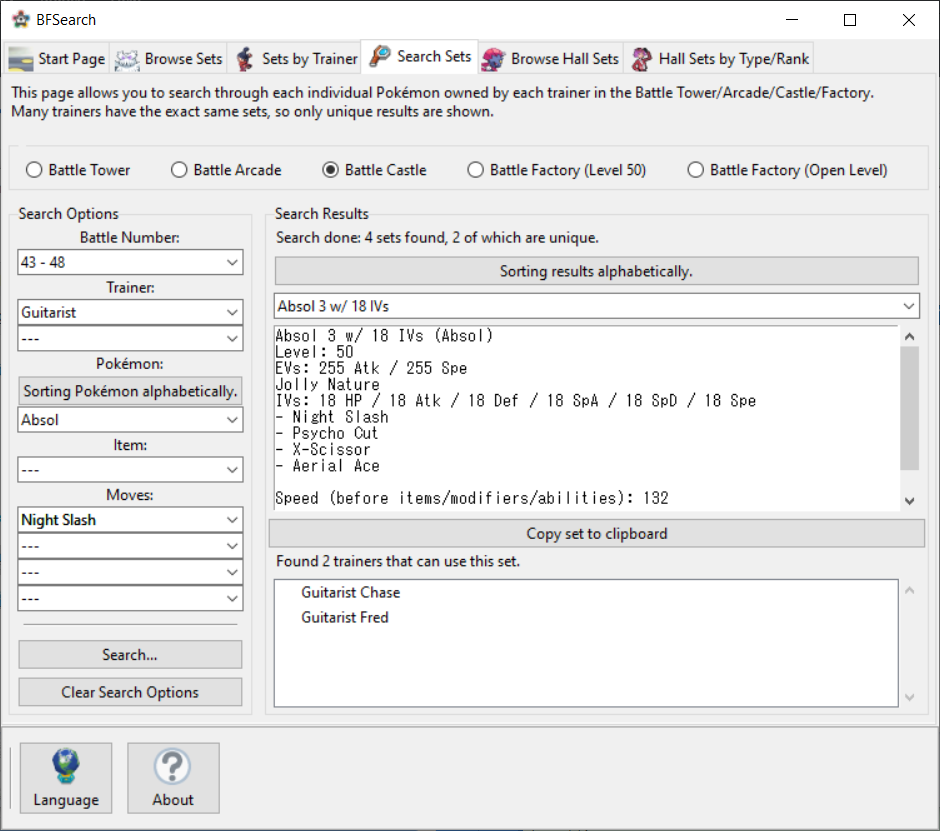 BFSearch
Start Page
Browse Sets
Sets by Trainer
Search Sets
Browse Hall Sets
Hall Sets by Type/Rank
This page allows you to search through each individual Pokémon owned by each trainer in the Battle Tower/Arcade/Castle/Factory.
Many trainers have the exact same sets, so only unique results are shown.
Battle Tower
Battle Arcade
Battle Castle
Battle Factory (Level 50)
Battle Factory (Open Level)
Search Options
Battle Number:
43 - 48
Trainer:
Guitarist
---
Pokémon:
Sorting Pokémon alphabetically.
Absol
Item:
---
Moves:
Night Slash
---
---
---
Search...
Clear Search Options
Search Results
Search done: 4 sets found, 2 of which are unique.
Sorting results alphabetically.
Absol 3 w/ 18 IVs
Absol 3 w/ 18 IVs (Absol)
Level: 50
EVs: 255 Atk / 255 Spe
Jolly Nature
IVs: 18 HP / 18 Atk / 18 Def / 18 SpA / 18 SpD / 18 Spe
- Night Slash
- Psycho Cut
- X-Scissor
- Aerial Ace
Speed (before items/modifiers/abilities): 132
Copy set to clipboard
Found 2 trainers that can use this set.
Guitarist Chase
Guitarist Fred
Language
About